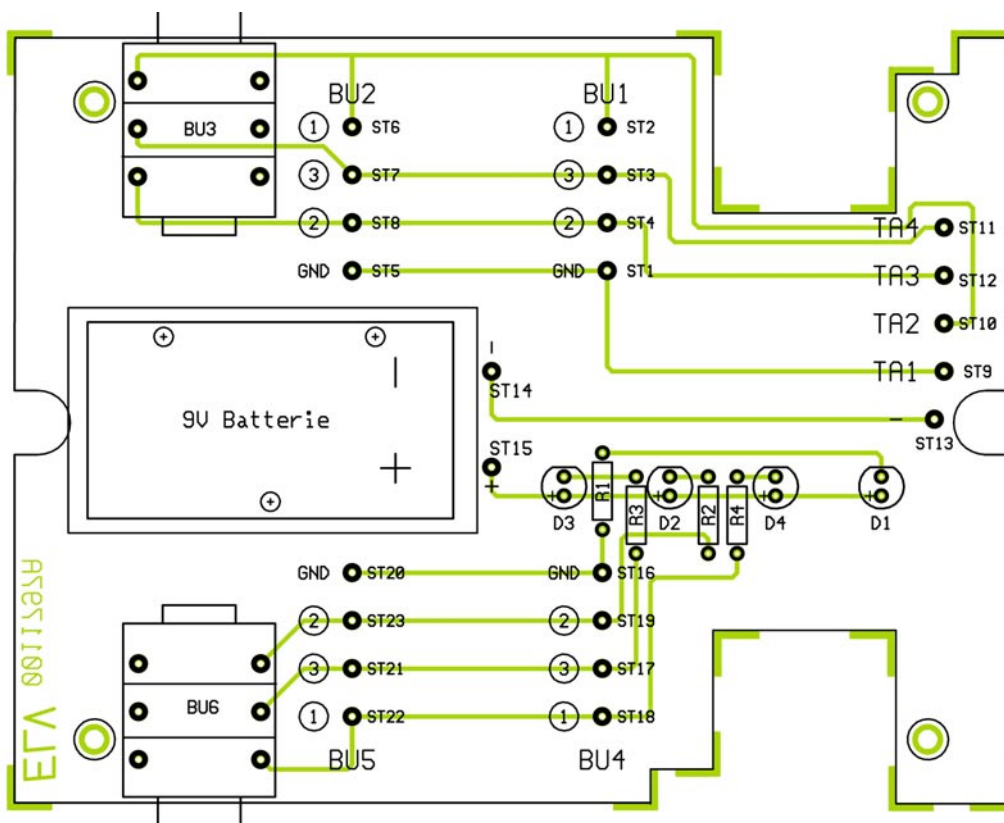 BU2
BU1
BU3
1
ST6
1
ST2
3
ST7
3
ST3
2
ST8
2
ST4
TA4
ST11
GND
ST5
GND
ST1
TA3
ST12
TA2
ST10
TA1
ST9
-
ST14
9V Batterie
-
ST13
+
ST15
+
R1
R3
R2
R4
+
+
+
+
D3
D2
D4
D1
GND
ST20
GND
ST16
2
ST23
2
ST19
3
ST21
3
ST17
BU6
1
ST22
1
ST18
BU5
BU4
0011767A
ELV